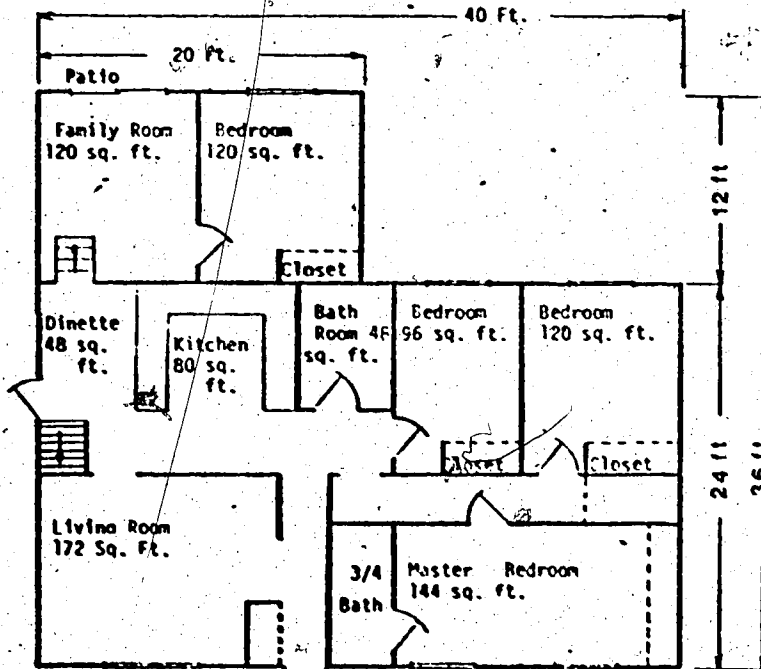 40 Ft.
20 Ft.
Patio
Family Room
120 sq. ft.
Bedroom
120 sq. ft.
12 ft
Closet
Dinette
48 sq.
ft.
Kitchen
80 sq.
ft.
Bath
Room 48
sq. ft.
Bedroom
96 sq. ft.
Bedroom
120 sq. ft.
Closet
Closet
24 ft
36 ft
Living Room
172 Sq. Ft.
3/4
Bath
Master Bedroom
144 sq. ft.